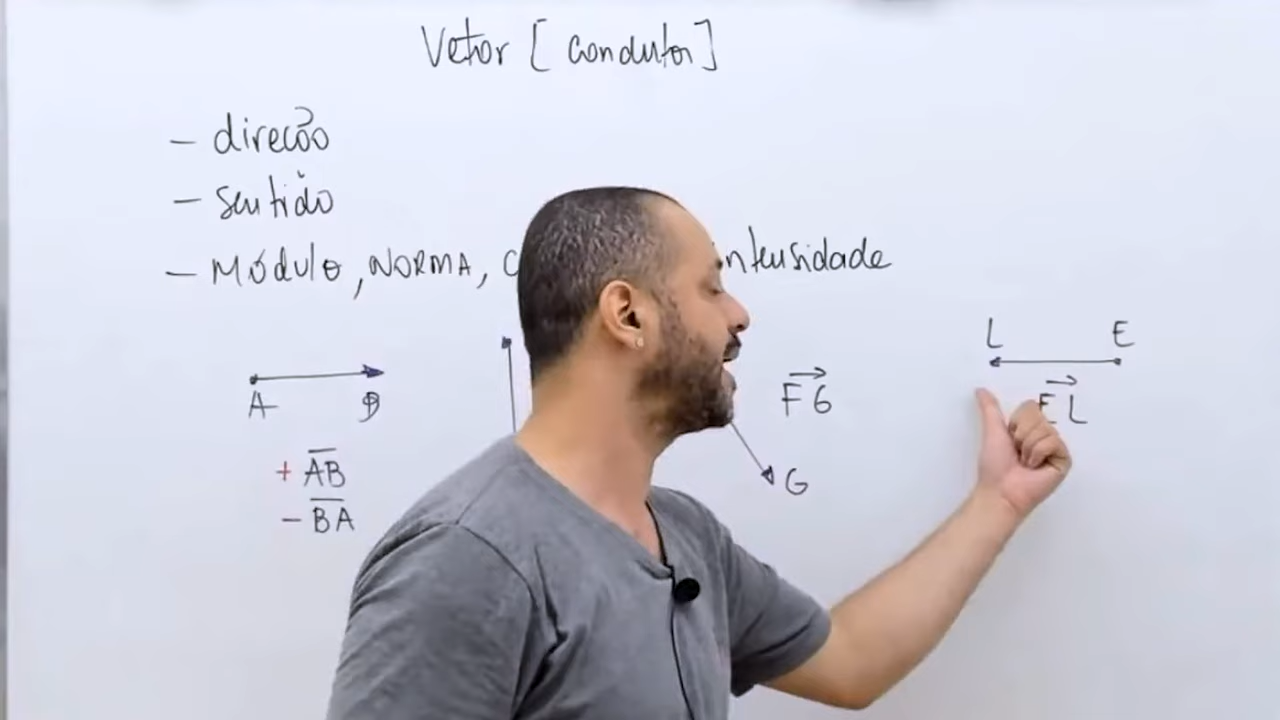 Vetor [condutor]
- direção
- sentido
- Módulo, NORMA, intensidade
L E
A B
FG
EL
+ AB
- BA
G